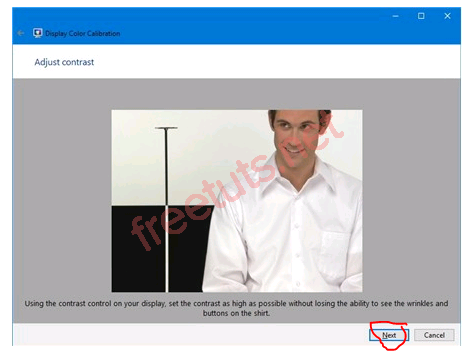 Display Color Calibration
Adjust contrast
freetuts.net
Using the contrast control on your display, set the contrast as high as possible without losing the ability to see the wrinkles and
buttons on the shirt.
Next
Cancel